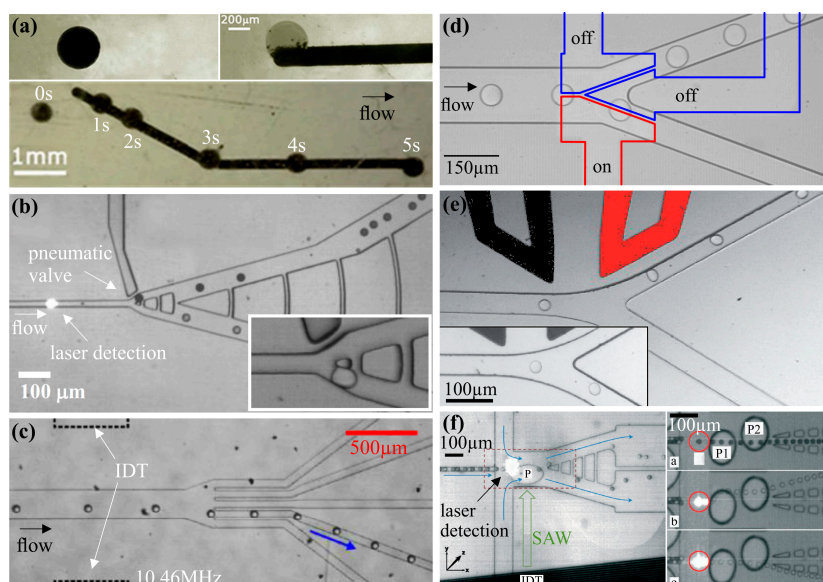 (a)
200µm
0s
1s
2s
3s
4s
5s
flow
1mm
(b)
pneumatic
valve
flow
laser detection
100 µm
(c)
500µm
IDT
flow
10.46MHz
(d)
off
flow
off
150µm
on
(e)
100µm
(f)
100µm
P
laser
detection
SAW
y
z
x
IDT
100µm
P2
P1
a
b